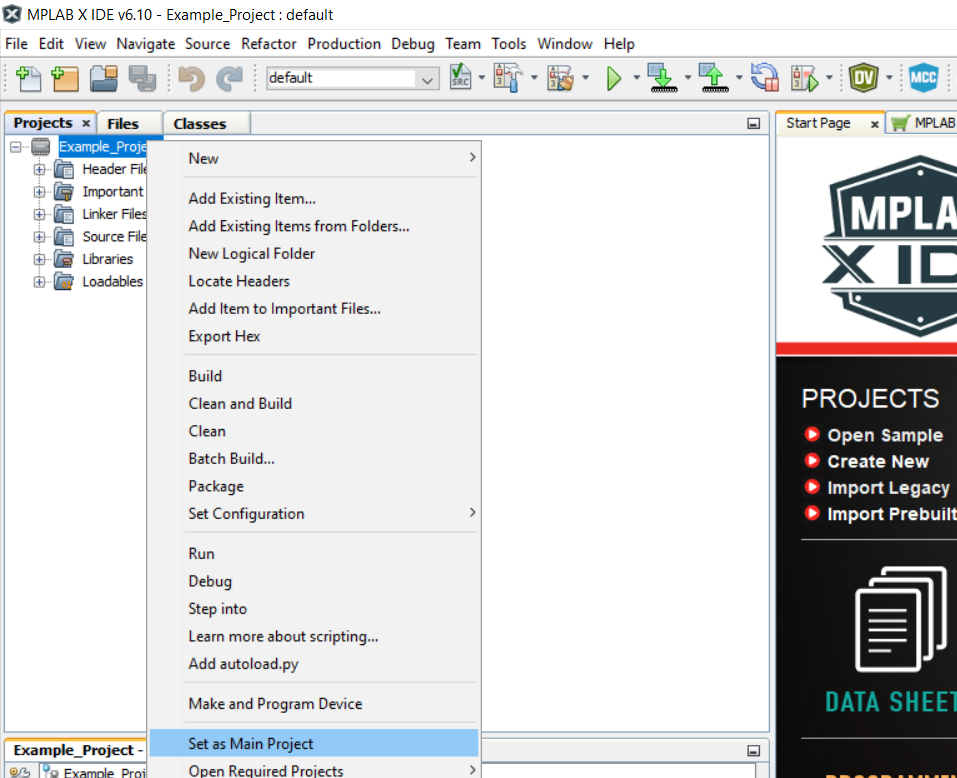 MPLAB X IDE v6.10 - Example_Project : default
File Edit View Navigate Source Refactor Production Debug Team Tools Window Help
default
SRC
DV
MCC
Projects × Files Classes
Start Page × MPLAB
Example_Proje
Header File
Important
Linker Files
Source File
Libraries
Loadables
New
Add Existing Item...
Add Existing Items from Folders...
New Logical Folder
Locate Headers
Add Item to Important Files...
Export Hex
Build
Clean and Build
Clean
Batch Build...
Package
Set Configuration
Run
Debug
Step into
Learn more about scripting...
Add autoload.py
Make and Program Device
Set as Main Project
Open Required Projects
MPLA
X ID
PROJECTS
Open Sample
Create New
Import Legacy
Import Prebuilt
DATA SHEET
Example_Project -
Example_Proj